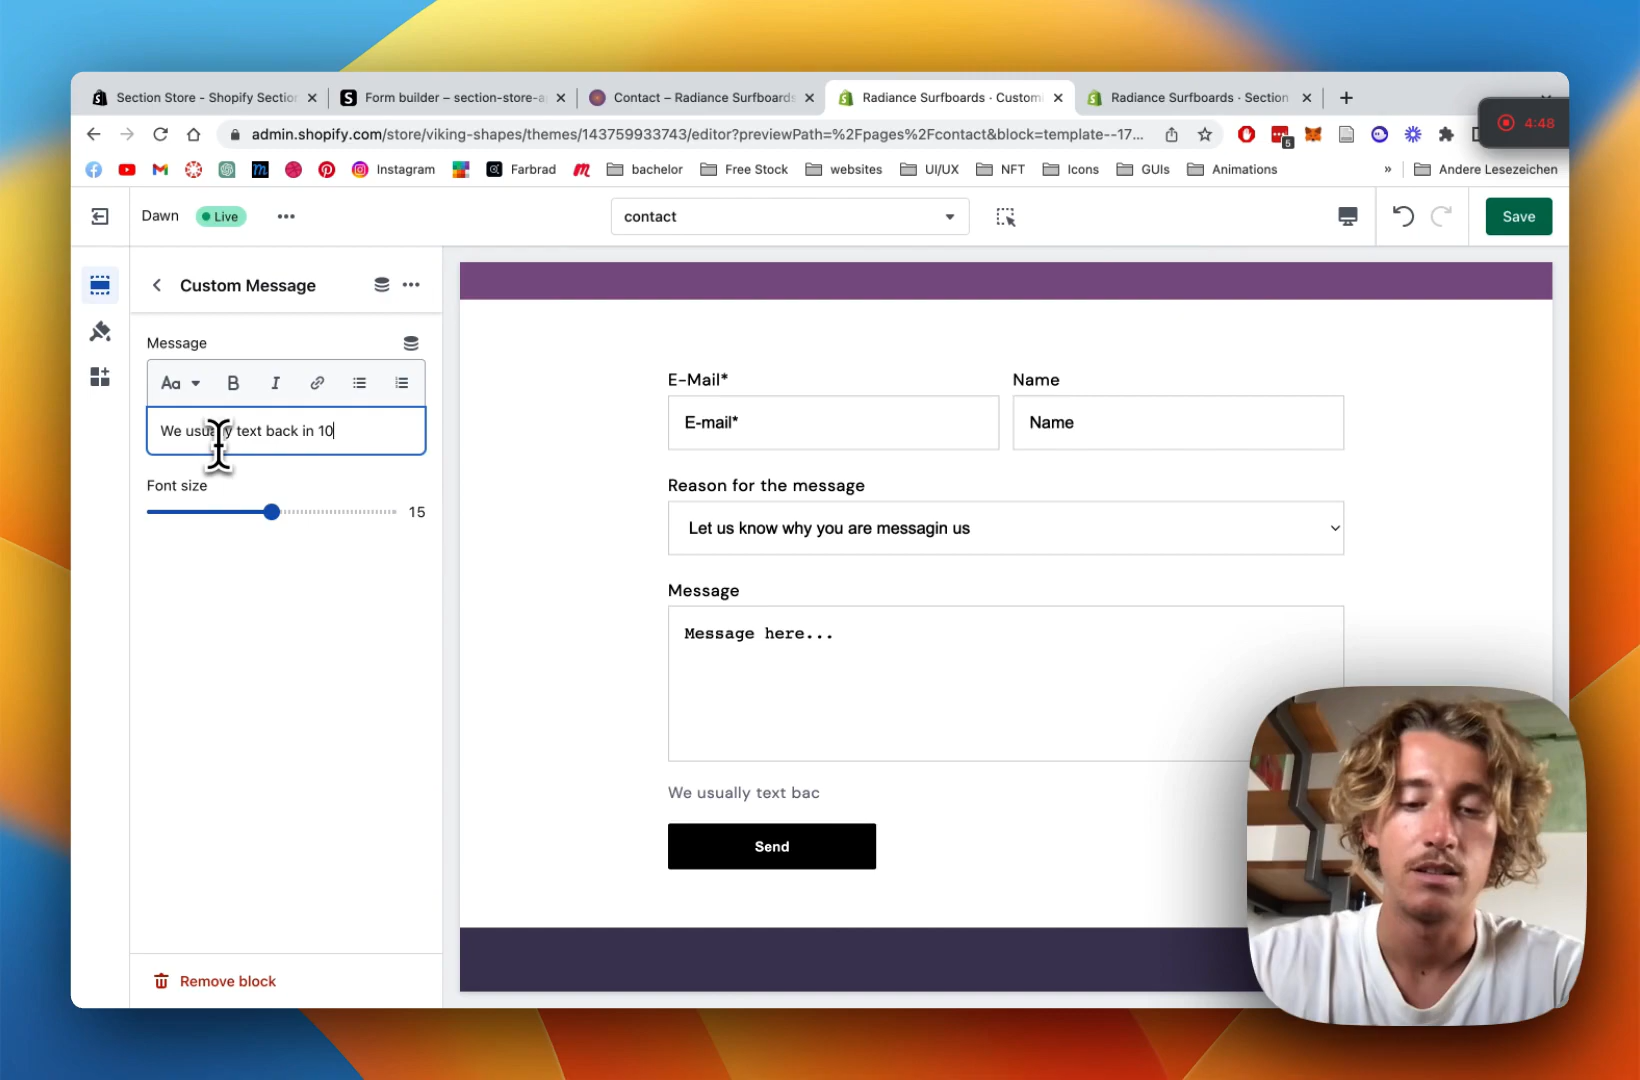 Section Store - Shopify Section
Form builder – section-store-a
Contact – Radiance Surfboards
Radiance Surfboards · Customi
Radiance Surfboards · Section
4:48
admin.shopify.com/store/viking-shapes/themes/143759933743/editor?previewPath=%2Fpages%2Fcontact&block=template--17...
5
Instagram
Farbrad
bachelor
Free Stock
websites
UI/UX
NFT
Icons
GUIs
Animations
»
Andere Lesezeichen
Dawn
Live
contact
Save
Custom Message
Message
Aa
B
I
We usually text back in 10
Font size
15
Remove block
E-Mail*
Name
E-mail*
Name
Reason for the message
Let us know why you are messagin us
Message
Message here...
We usually text bac
Send